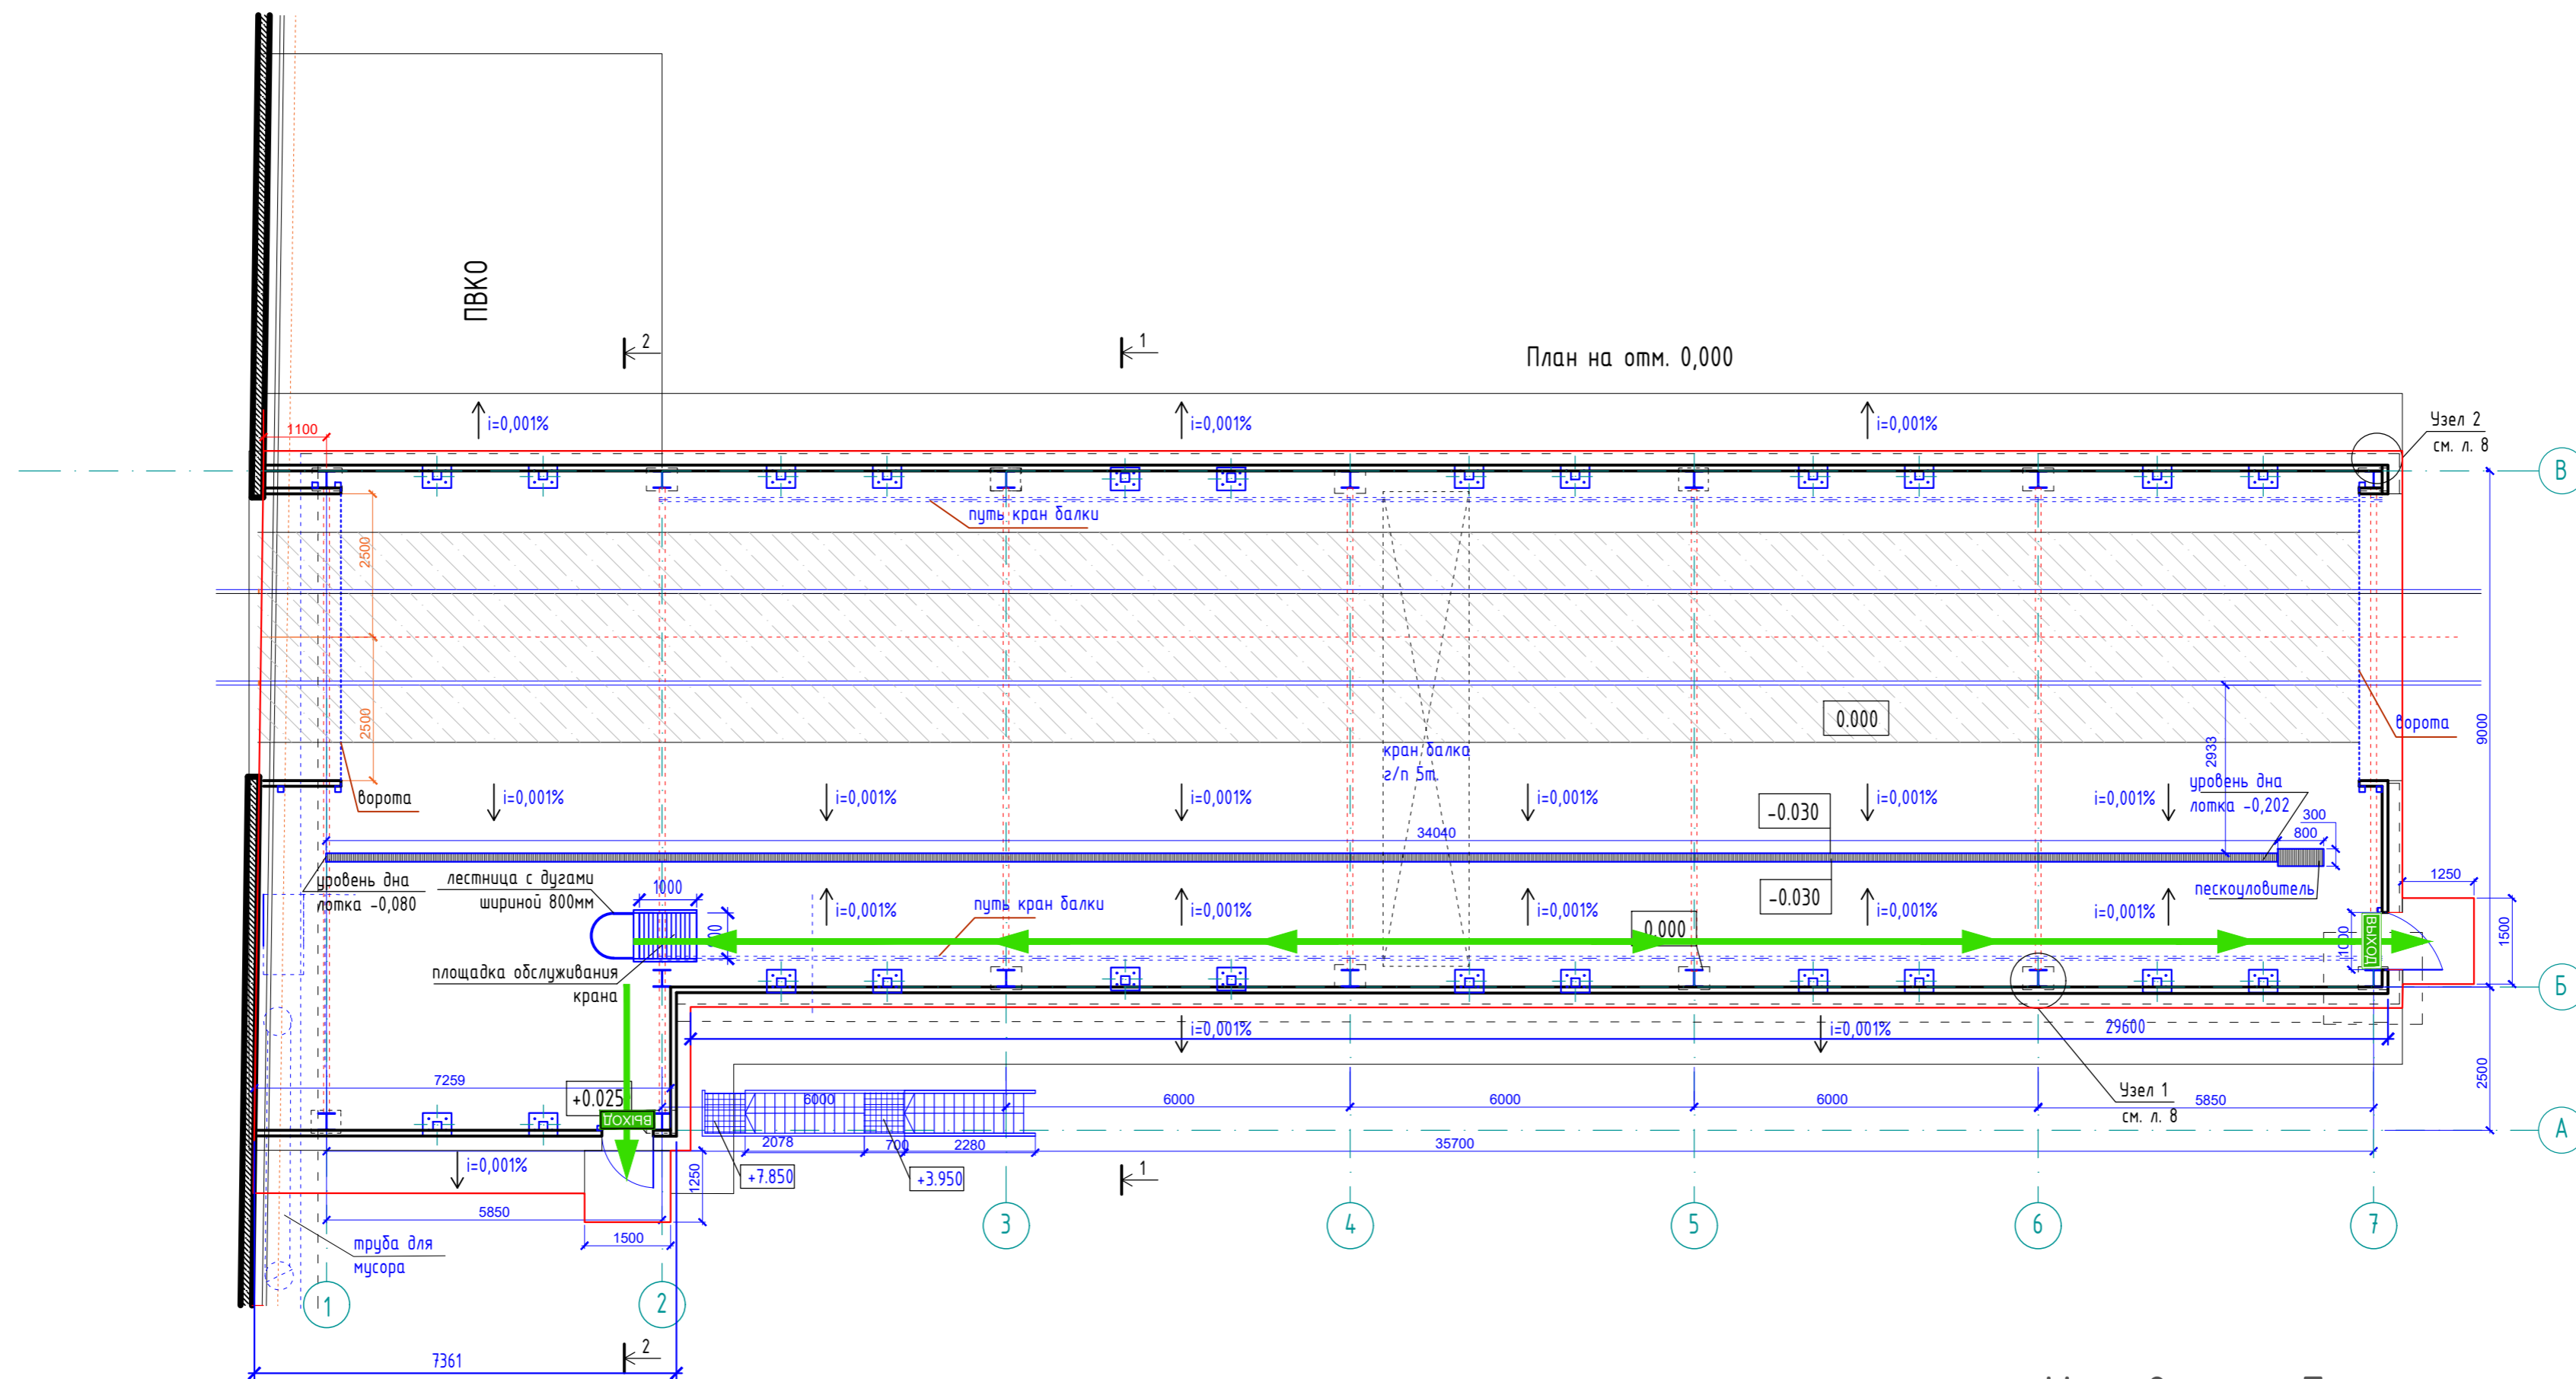 ПВКО
2
1
План на отм. 0,000
Узел 2
см. л. 8
i=0,001%
i=0,001%
i=0,001%
1100
В
путь кран балки
2500
2500
0.000
ворота
9000
2933
кран балка
г/п 5т.
ворота
i=0,001%
i=0,001%
i=0,001%
i=0,001%
i=0,001%
i=0,001%
-0.030
уровень дна
лотка -0,202
300
800
34040
уровень дна
лотка -0,080
лестница с дугами
шириной 800мм
1000
-0.030
пескоуловитель
1250
путь кран балки
i=0,001%
i=0,001%
i=0,001%
i=0,001%
i=0,001%
0.000
1000
ВЫХОД
1500
площадка обслуживания
крана
Б
i=0,001%
i=0,001%
29600
2500
7259
+0.025
ВЫХОД
6000
6000
6000
6000
5850
Узел 1
см. л. 8
А
2078
700
2280
35700
i=0,001%
1250
+7.850
+3.950
1
5850
1500
3
4
5
6
7
труба для
мусора
1
2
2
7361